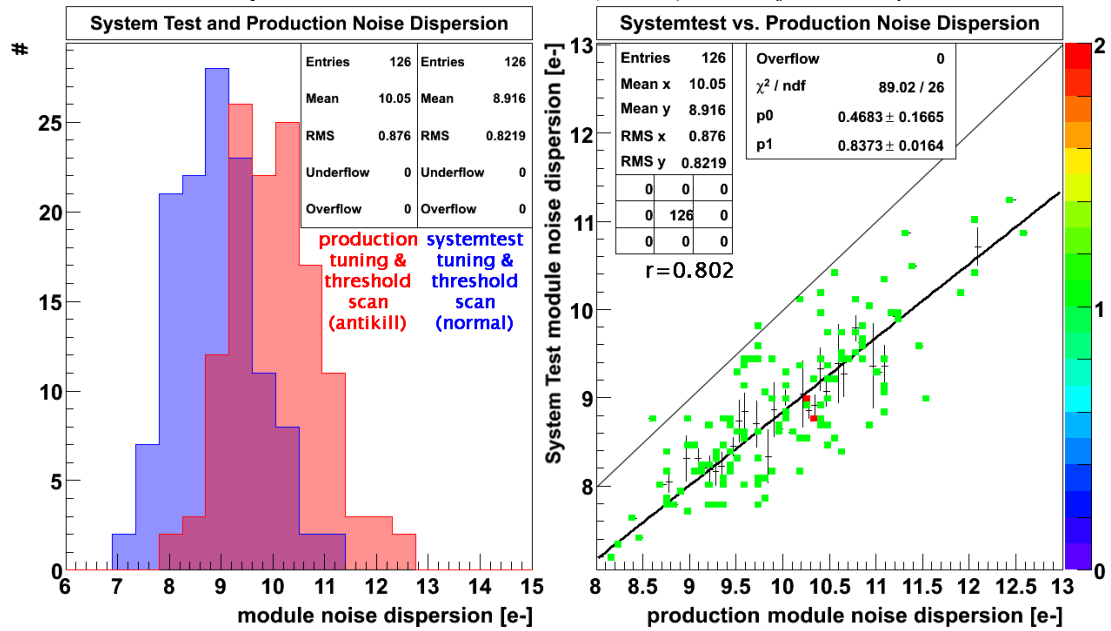 System Test and Production Noise Dispersion
#
Entries 126 Entries 126
Mean 10.05 Mean 8.916
RMS 0.876 RMS 0.8219
Underflow 0 Underflow 0
Overflow 0 Overflow 0
production systemtest
tuning & tuning &
threshold threshold
scan scan
(antikill) (normal)
25
20
15
10
5
0
6 7 8 9 10 11 12 13 14 15
module noise dispersion [e-]
Systemtest vs. Production Noise Dispersion
System Test module noise dispersion [e-]
Entries 126
Mean x 10.05
Mean y 8.916
RMS x 0.876
RMS y 0.8219
0 0 0
0 126 0
0 0 0
r=0.802
Overflow 0
χ² / ndf 89.02 / 26
p0 0.4683 ± 0.1665
p1 0.8373 ± 0.0164
13
12
11
10
9
8
8 8.5 9 9.5 10 10.5 11 11.5 12 12.5 13
production module noise dispersion [e-]
2
1
0